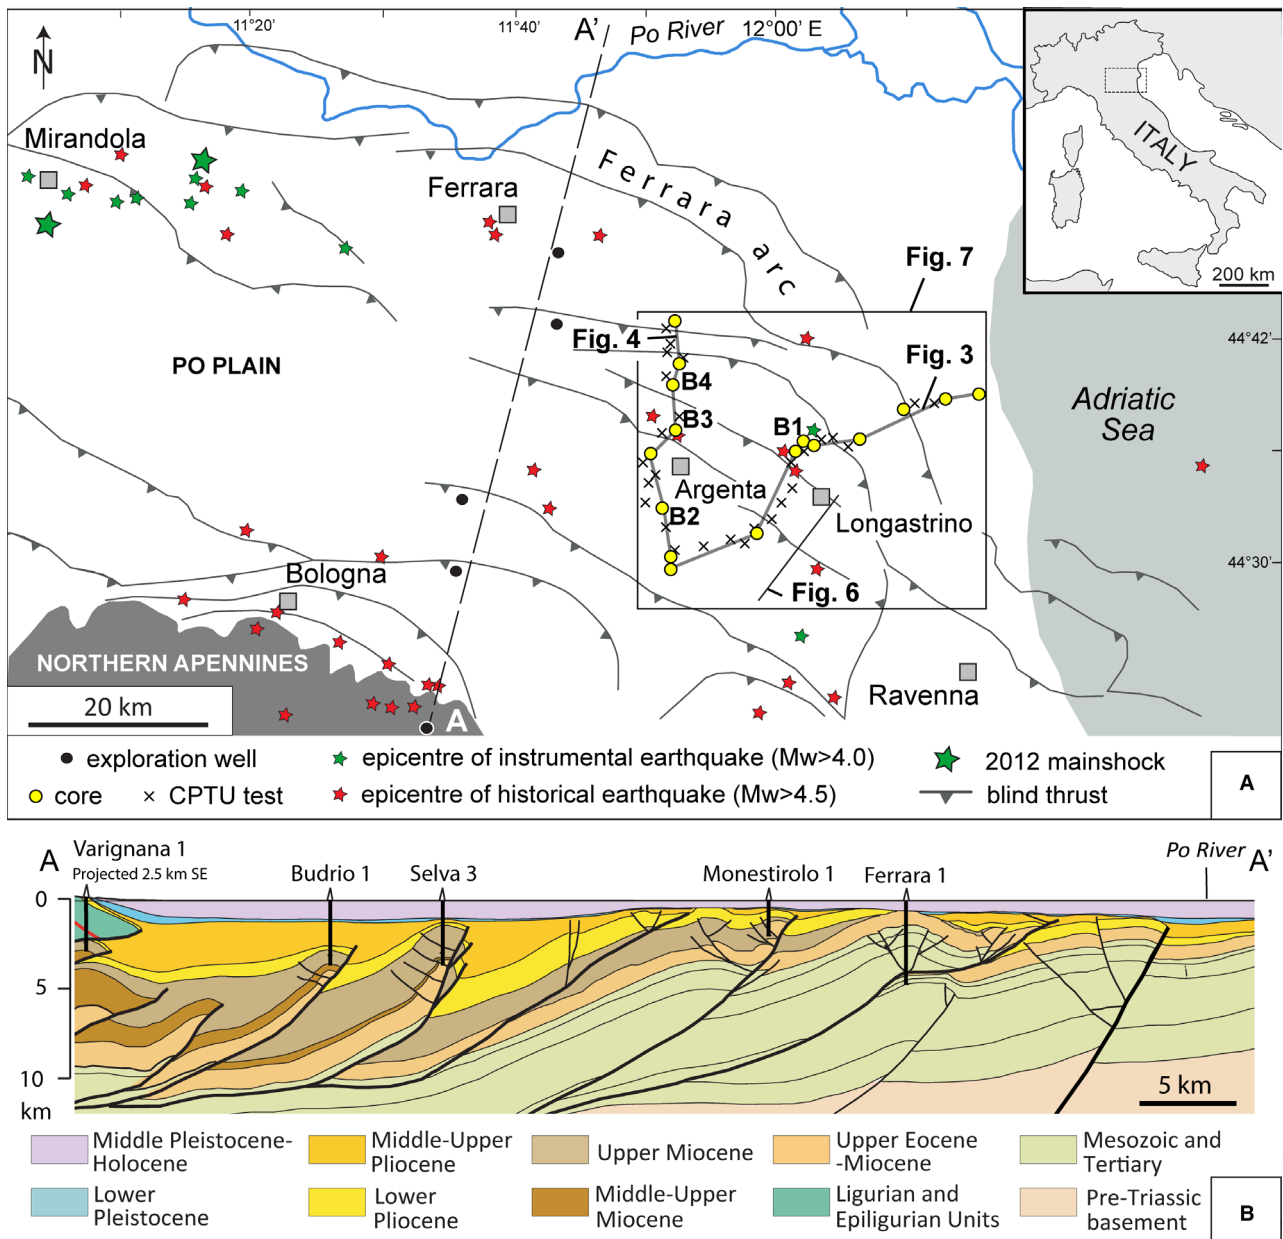 11°20'
11°40'
A'
Po River
12°00' E
N
Mirandola
Ferrara
Ferrara arc
ITALY
200 km
Fig. 7
Fig. 4
Fig. 3
44°42'
PO PLAIN
B4
B3
B1
Adriatic
Sea
Argenta
Longastrino
B2
44°30'
Bologna
Fig. 6
NORTHERN APENNINES
Ravenna
20 km
A
exploration well
epicentre of instrumental earthquake (Mw>4.0)
2012 mainshock
core
CPTU test
epicentre of historical earthquake (Mw>4.5)
blind thrust
A
A
Varignana 1
Projected 2.5 km SE
Budrio 1
Selva 3
Monestirolo 1
Ferrara 1
Po River
A'
0
5
10
km
5 km
Middle Pleistocene-
Holocene
Middle-Upper
Pliocene
Upper Miocene
Upper Eocene
-Miocene
Mesozoic and
Tertiary
Lower
Pleistocene
Lower
Pliocene
Middle-Upper
Miocene
Ligurian and
Epiligurian Units
Pre-Triassic
basement
B